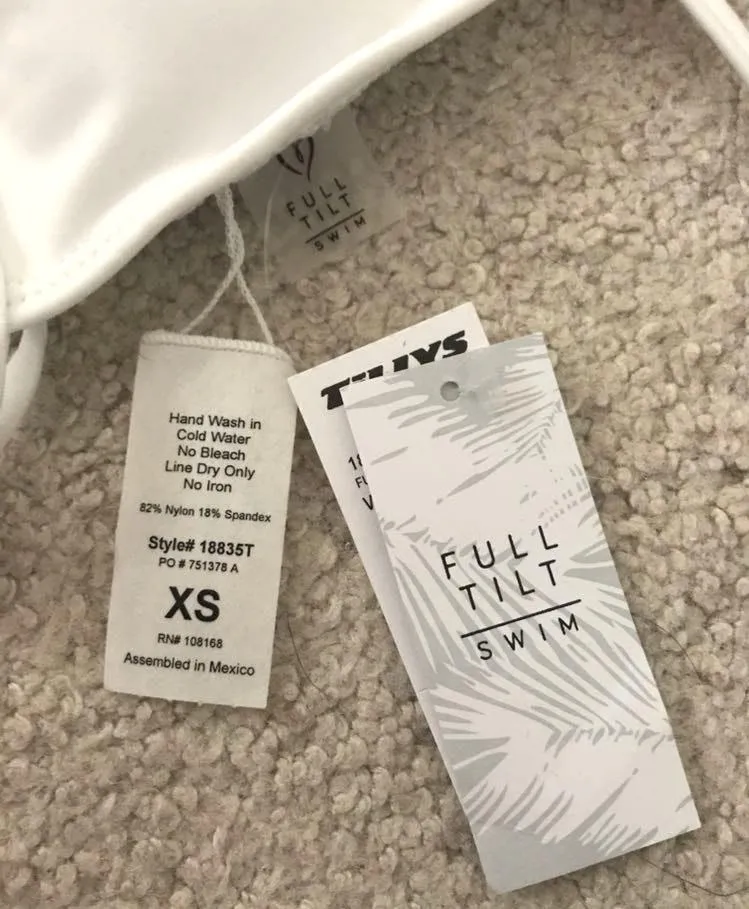 FULL
TILT
SWIM
Hand Wash in
Cold Water
No Bleach
Line Dry Only
No Iron
82% Nylon 18% Spandex
Style# 18835T
PO # 751378 A
XS
RN# 108168
Assembled in Mexico
TILLYS
FULL
TILT
SWIM